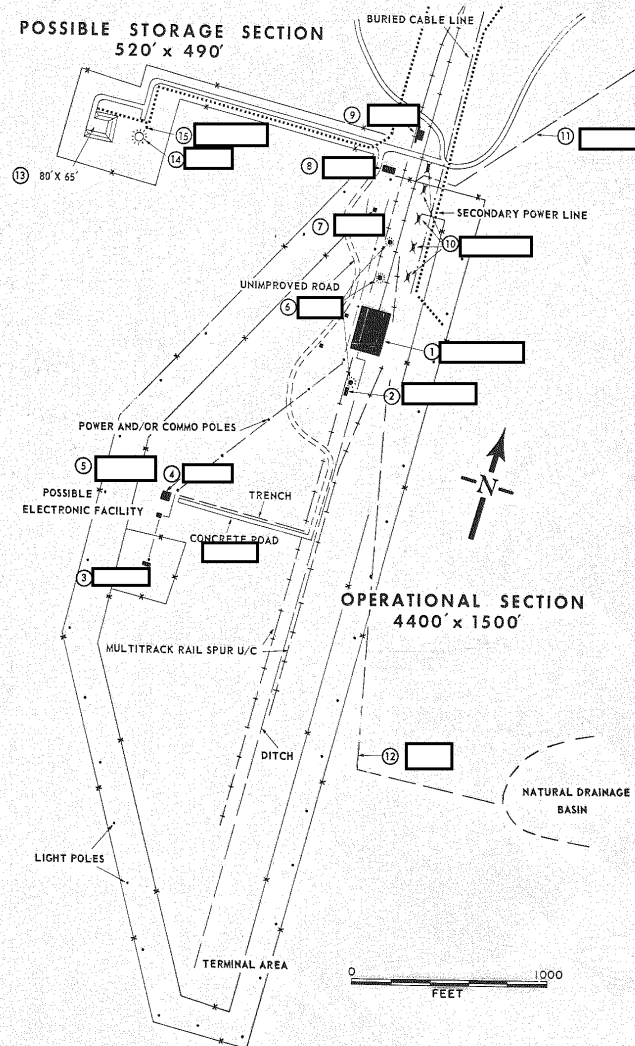 BURIED CABLE LINE
POSSIBLE STORAGE SECTION
520' x 490'
9
11
15
14
13 80' X 65'
8
7
SECONDARY POWER LINE
10
UNIMPROVED ROAD
6
1
2
POWER AND/OR COMMO POLES
5
4
POSSIBLE
ELECTRONIC FACILITY
TRENCH
CONCRETE ROAD
3
N
OPERATIONAL SECTION
4400' x 1500'
MULTITRACK RAIL SPUR U/C
DITCH
12
NATURAL DRAINAGE
BASIN
LIGHT POLES
TERMINAL AREA
0 1000
FEET